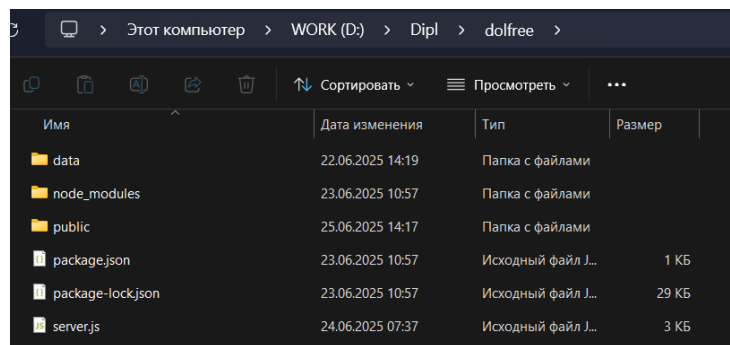 Этот компьютер > WORK (D:) > Dipl > dolfree >
Сортировать Просмотреть •••
Имя Дата изменения Тип Размер
data 22.06.2025 14:19 Папка с файлами
node_modules 23.06.2025 10:57 Папка с файлами
public 25.06.2025 14:17 Папка с файлами
package.json 23.06.2025 10:57 Исходный файл J... 1 КБ
package-lock.json 23.06.2025 10:57 Исходный файл J... 29 КБ
server.js 24.06.2025 07:37 Исходный файл J... 3 КБ